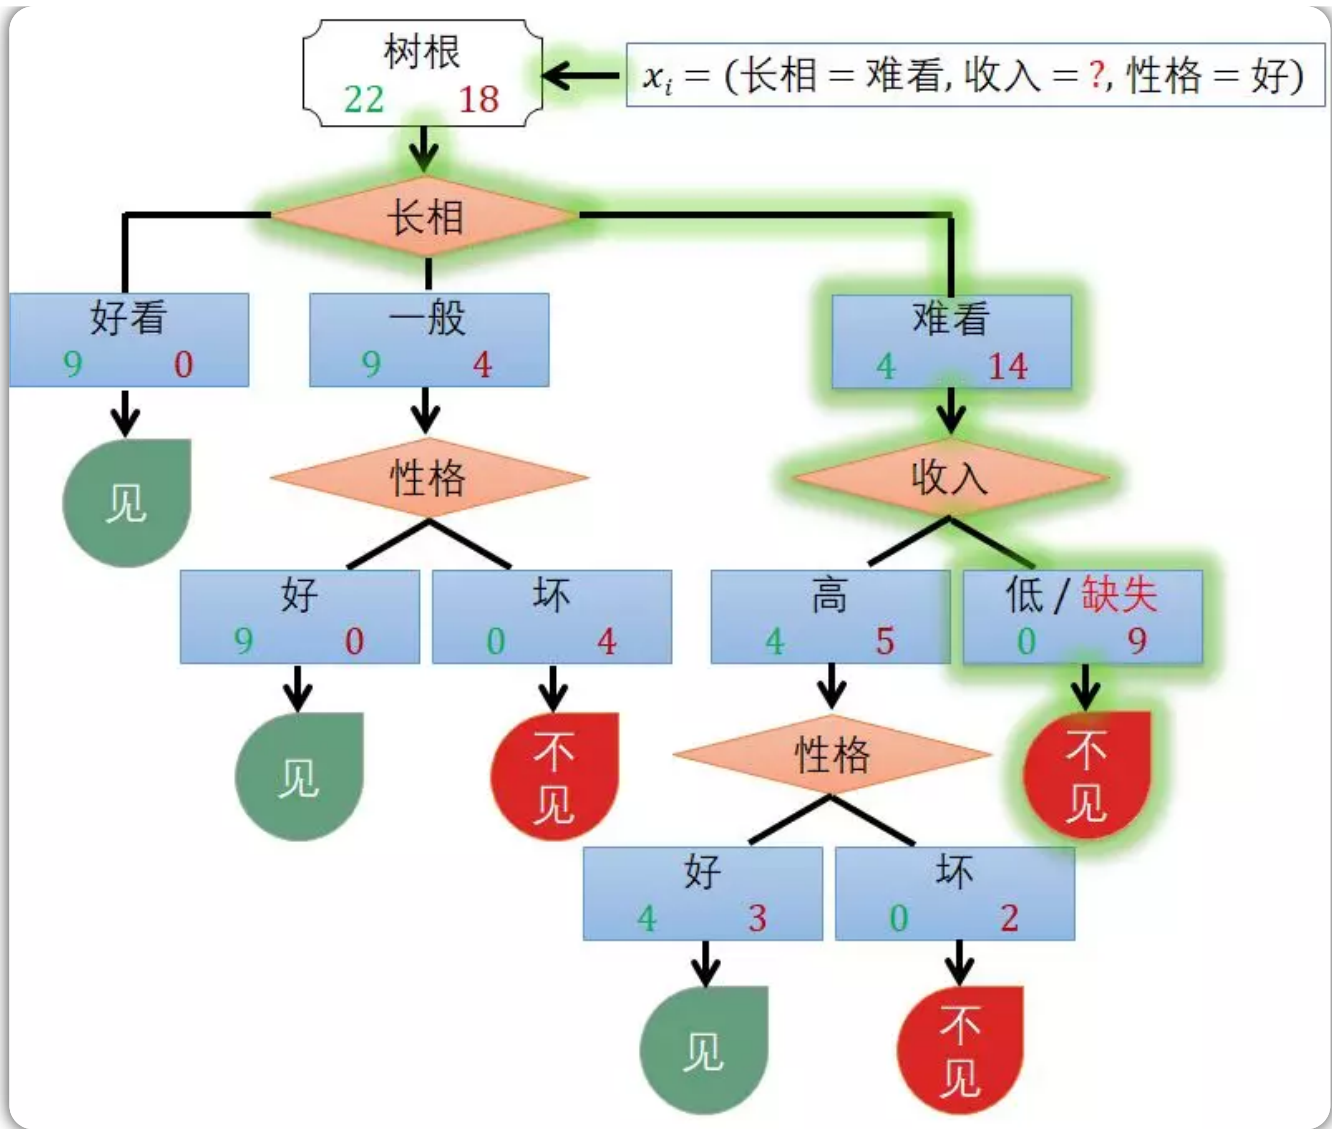 树根
22 18
x_i = (长相 = 难看, 收入 = ?, 性格 = 好)
长相
好看
9 0
一般
9 4
难看
4 14
见
性格
收入
好
9 0
坏
0 4
高
4 5
低 / 缺失
0 9
见
不
见
性格
不
见
好
4 3
坏
0 2
见
不
见